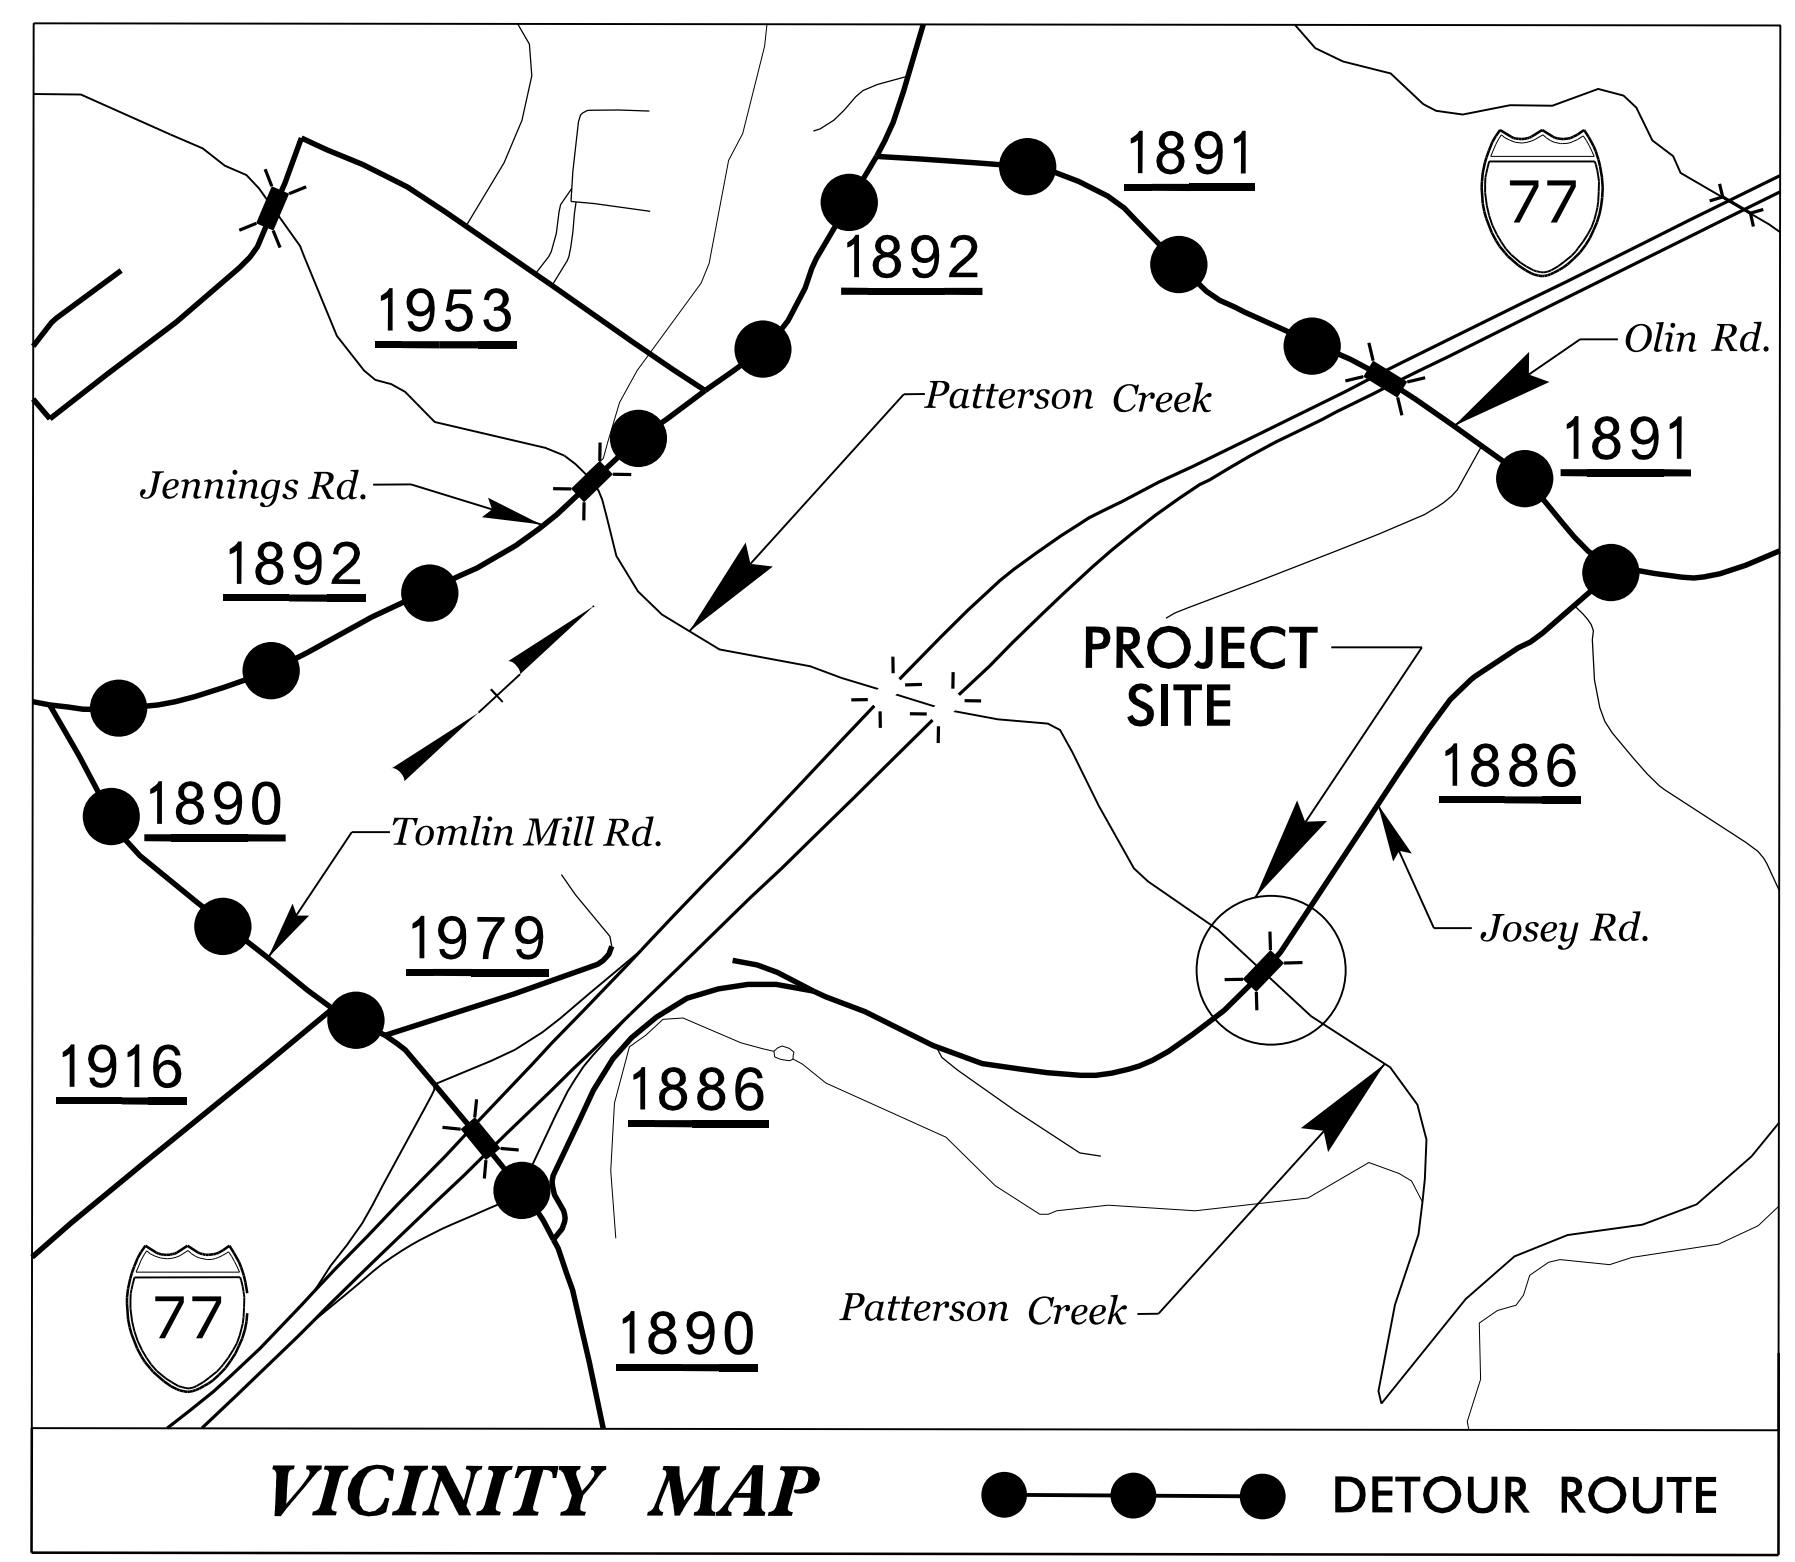 1891
77
1892
1953
Olin Rd.
Patterson Creek
1891
Jennings Rd.
1892
PROJECT
SITE
1886
1890
Tomlin Mill Rd.
1979
Josey Rd.
1916
1886
77
Patterson Creek
1890
VICINITY MAP
DETOUR ROUTE